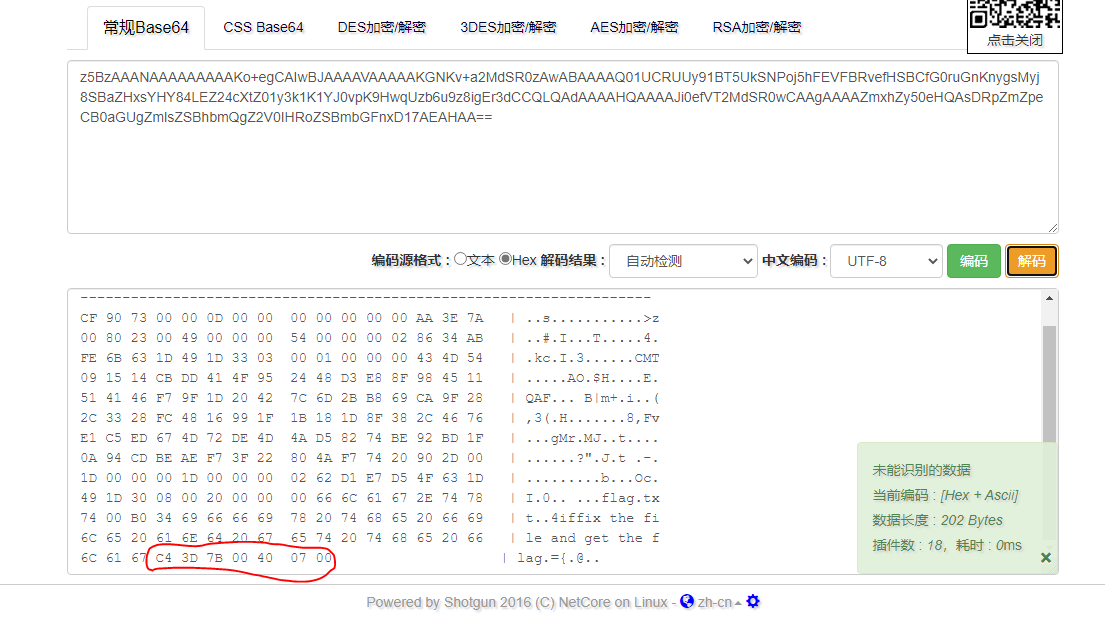 常规Base64 CSS Base64 DES加密/解密 3DES加密/解密 AES加密/解密 RSA加密/解密
点击关闭
z5BzAAANAAAAAAAAAKo+egCAIwBJAAAAVAAAAAKGNKv+a2MdSR0zAwABAAAAQ01UCRUUy91BT5UkSNPoj5hFEVFBRvefHSBCfG0ruGnKnygsMyj
8SBaZHxsYHY84LEZ24cXtZ01y3k1K1YJ0vpK9HwqUzb6u9z8igEr3dCCQLQAdAAAAHQAAAAJi0efVT2MdSR0wCAAgAAAAZmxhZy50eHQAsDRpZmZpe
CB0aGUgZmlsZSBhbmQgZ2V0IHRoZSBmbGFnxD17AEAHAA==
编码源格式 : 文本 Hex 解码结果 : 自动检测 中文编码 : UTF-8 编码 解码
CF 90 73 00 00 0D 00 00 00 00 00 00 00 AA 3E 7A | ..s...........>z
00 80 23 00 49 00 00 00 54 00 00 00 02 86 34 AB | ..#.I...T.....4.
FE 6B 63 1D 49 1D 33 03 00 01 00 00 00 43 4D 54 | .kc.I.3......CMT
09 15 14 CB DD 41 4F 95 24 48 D3 E8 8F 98 45 11 | .....AO.$H....E.
51 41 46 F7 9F 1D 20 42 7C 6D 2B B8 69 CA 9F 28 | QAF... B|m+.i..(
2C 33 28 FC 48 16 99 1F 1B 18 1D 8F 38 2C 46 76 | ,3(.H.......8,Fv
E1 C5 ED 67 4D 72 DE 4D 4A D5 82 74 BE 92 BD 1F | ...gMr.MJ..t....
0A 94 CD BE AE F7 3F 22 80 4A F7 74 20 90 2D 00 | ......?".J.t .-.
1D 00 00 00 1D 00 00 00 02 62 D1 E7 D5 4F 63 1D | .........b...Oc.
49 1D 30 08 00 20 00 00 00 66 6C 61 67 2E 74 78 | I.0.. ...flag.tx
74 00 B0 34 69 66 66 69 78 20 74 68 65 20 66 69 | t..4iffix the fi
6C 65 20 61 6E 64 20 67 65 74 20 74 68 65 20 66 | le and get the f
6C 61 67 C4 3D 7B 00 40 07 00 | lag.={.@..
未能识别的数据
当前编码 : [Hex + Ascii]
数据长度 : 202 Bytes
插件数 : 18，耗时 : 0ms
Powered by Shotgun 2016 (C) NetCore on Linux - zh-cn